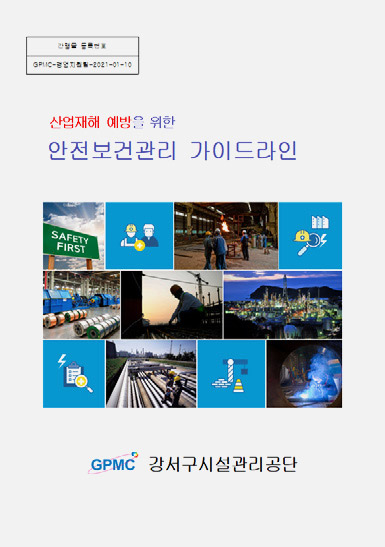 간행물 등록번호
GPMC-경영지원팀-2021-01-10
산업재해 예방을 위한
안전보건관리 가이드라인
SAFETY
FIRST
GPMC 강서구시설관리공단